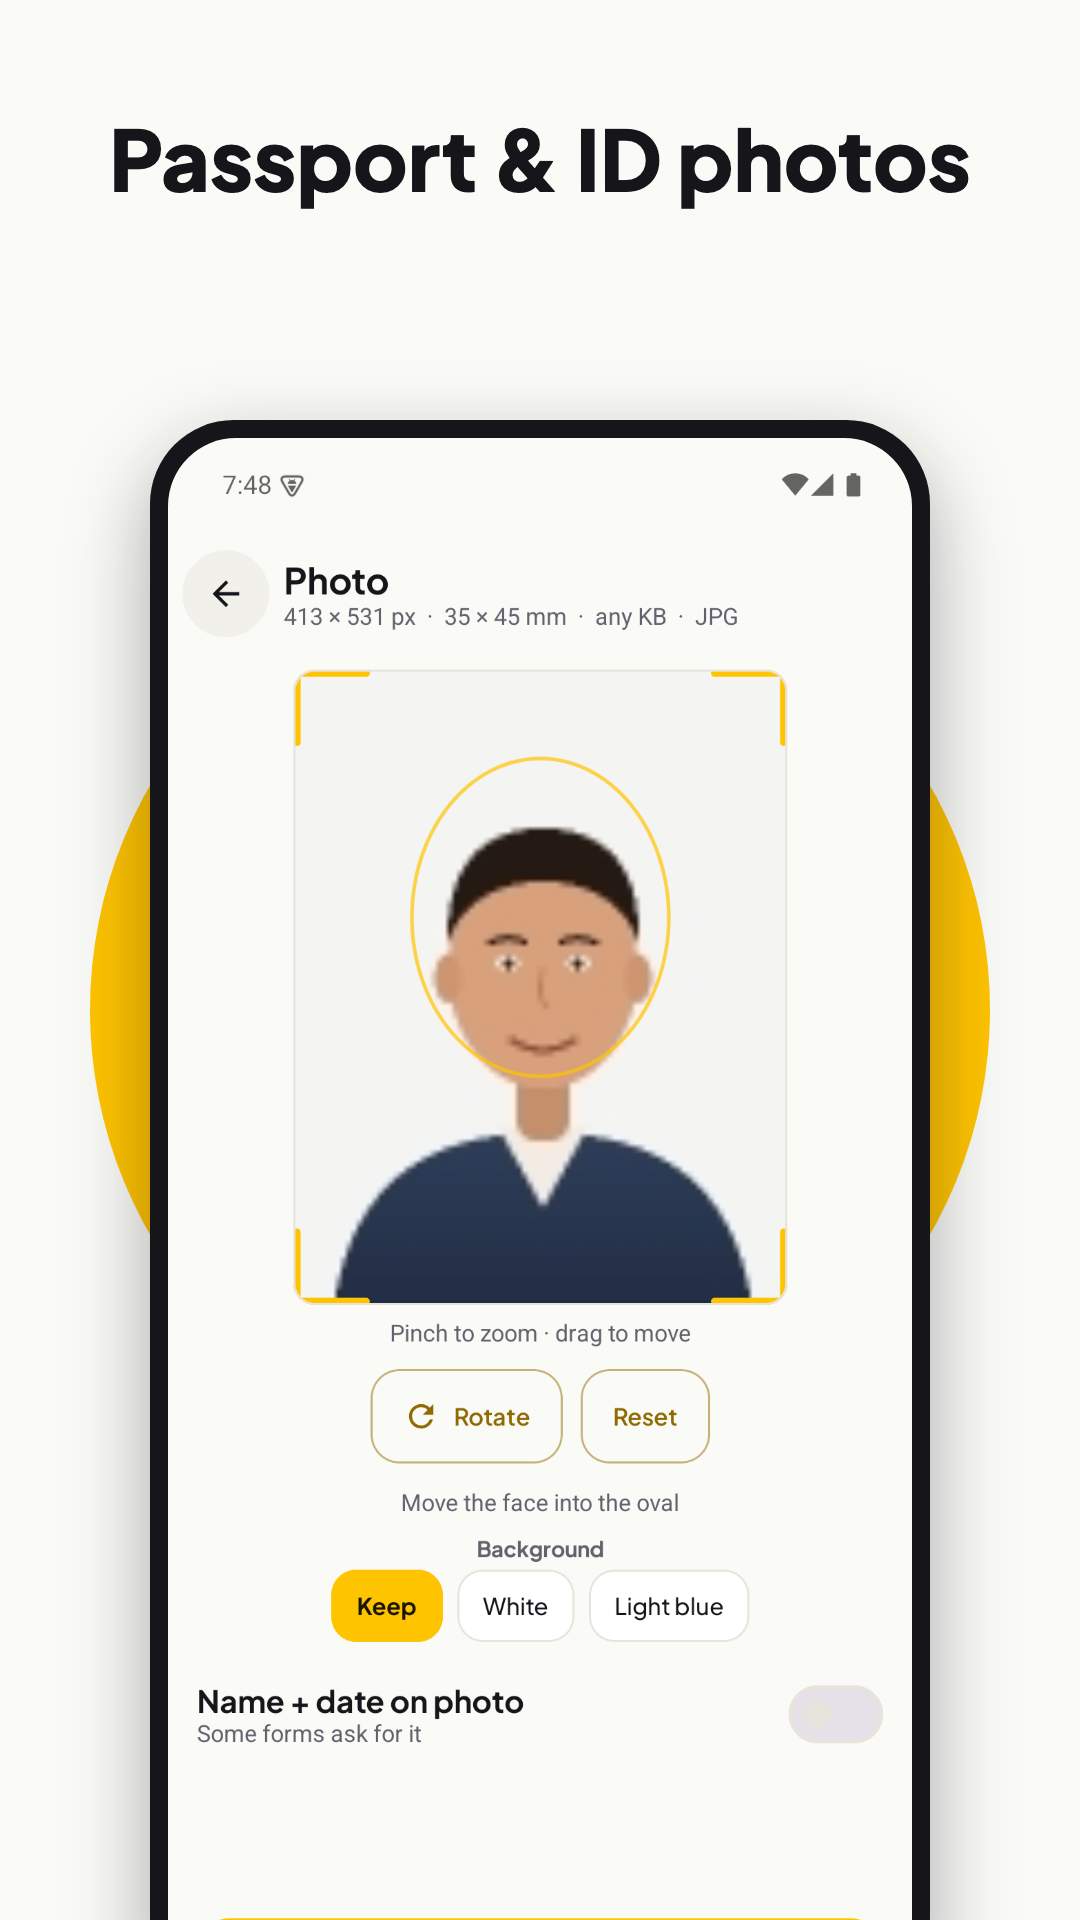 Passport & ID photos
7:48
Photo
413 × 531 px · 35 × 45 mm · any KB · JPG
Pinch to zoom · drag to move
Rotate
Reset
Move the face into the oval
Background
Keep
White
Light blue
Name + date on photo
Some forms ask for it